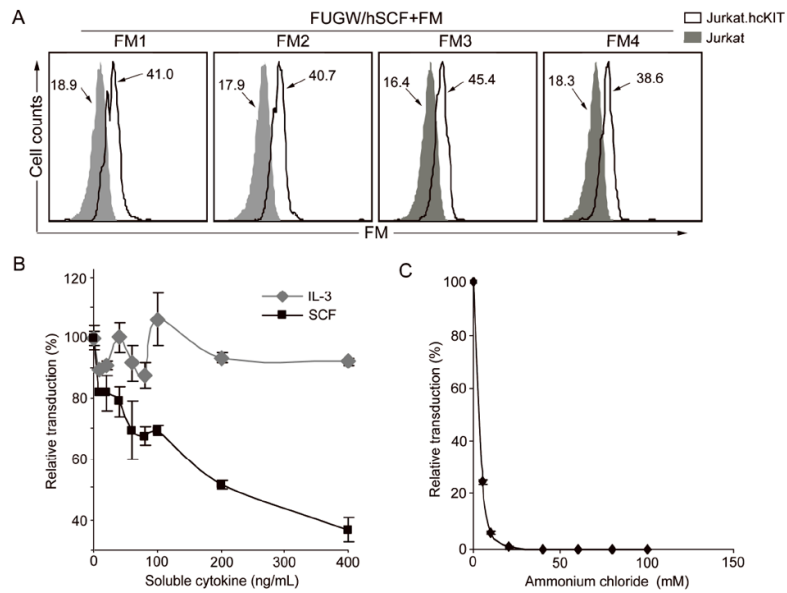 A
FUGW/hSCF+FM
Jurkat.hcKIT
Jurkat
FM1 FM2 FM3 FM4
18.9 41.0 17.9 40.7 16.4 45.4 18.3 38.6
Cell counts
FM
B
120
100
80
60
40
0 100 200 300 400
Relative transduction (%)
Soluble cytokine (ng/mL)
IL-3
SCF
C
100
80
60
40
20
0
0 50 100 150
Relative transduction (%)
Ammonium chloride (mM)